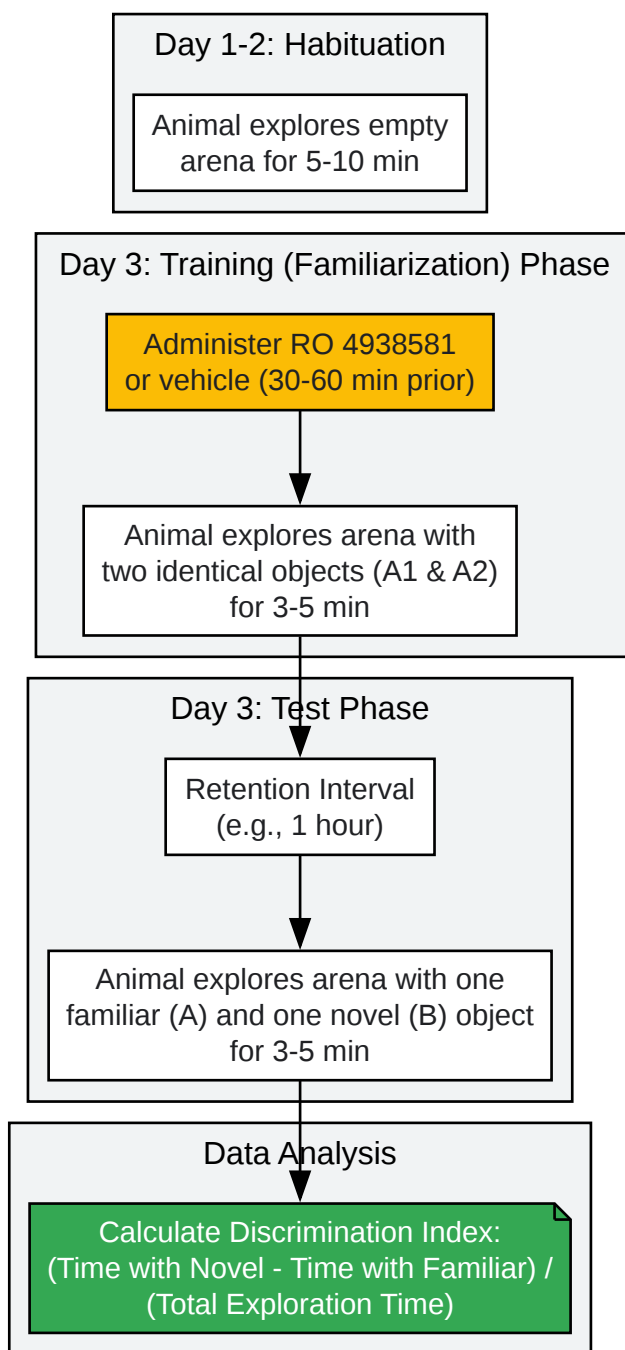 Day 1-2: Habituation
Animal explores empty
arena for 5-10 min
Day 3: Training (Familiarization) Phase
Administer RO 4938581
or vehicle (30-60 min prior)
Animal explores arena with
two identical objects (A1 & A2)
for 3-5 min
Day 3: Test Phase
Retention Interval
(e.g., 1 hour)
Animal explores arena with one
familiar (A) and one novel (B) object
for 3-5 min
Data Analysis
Calculate Discrimination Index:
(Time with Novel - Time with Familiar) /
(Total Exploration Time)